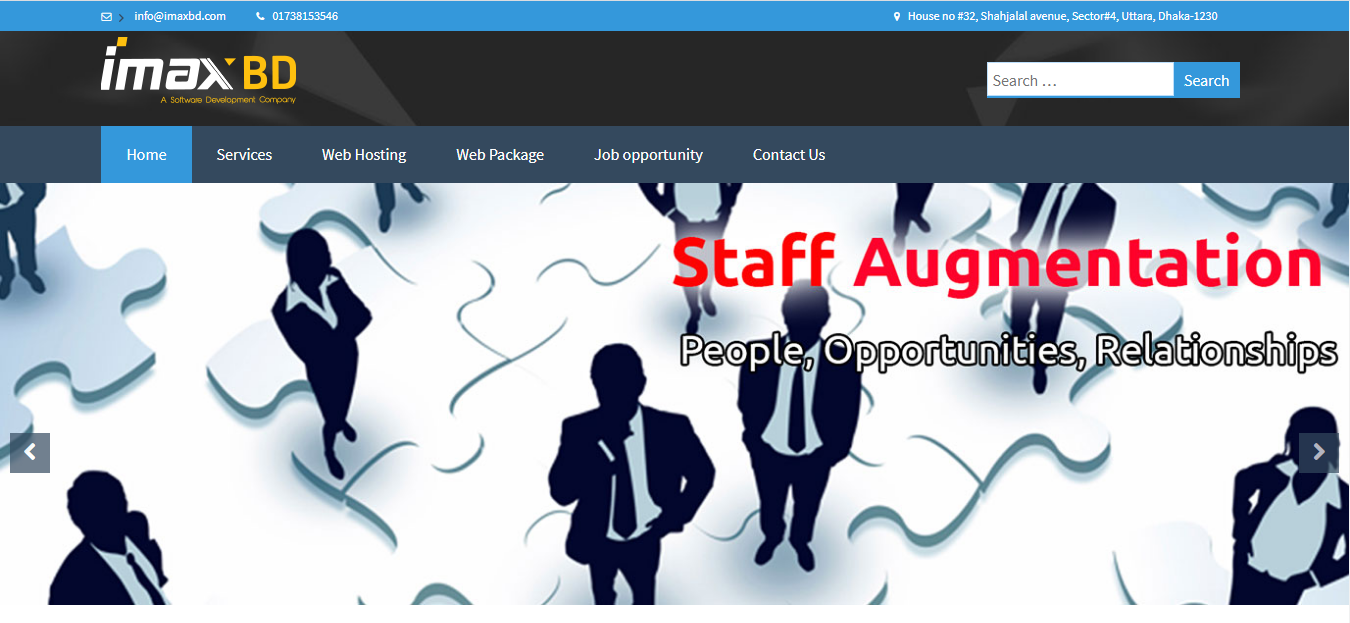 info@imaxbd.com 01738153546 House no #32, Shahjalal avenue, Sector#4, Uttara, Dhaka-1230
imax BD
A Software Development Company
Search … Search
Home Services Web Hosting Web Package Job opportunity Contact Us
Staff Augmentation
People, Opportunities, Relationships